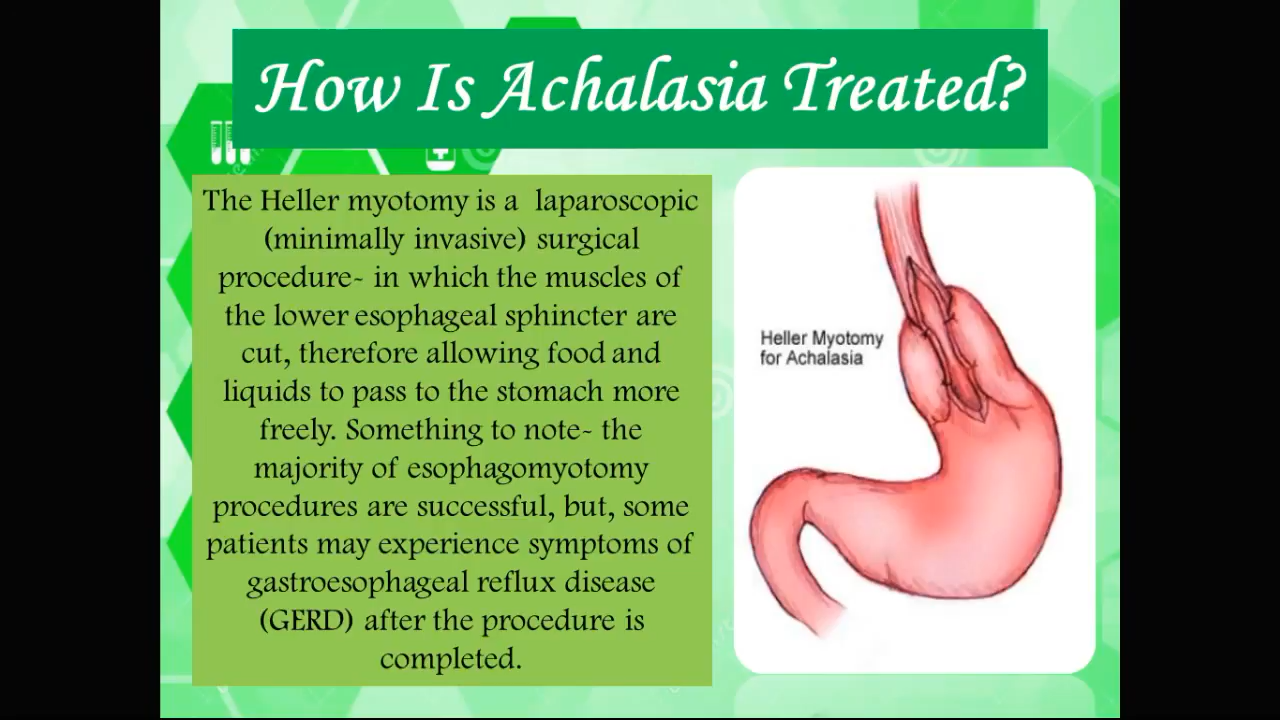 How Is Achalasia Treated?
The Heller myotomy is a laparoscopic
(minimally invasive) surgical
procedure- in which the muscles of
the lower esophageal sphincter are
cut, therefore allowing food and
liquids to pass to the stomach more
freely. Something to note- the
majority of esophagomyotomy
procedures are successful, but, some
patients may experience symptoms of
gastroesophageal reflux disease
(GERD) after the procedure is
completed.
Heller Myotomy
for Achalasia